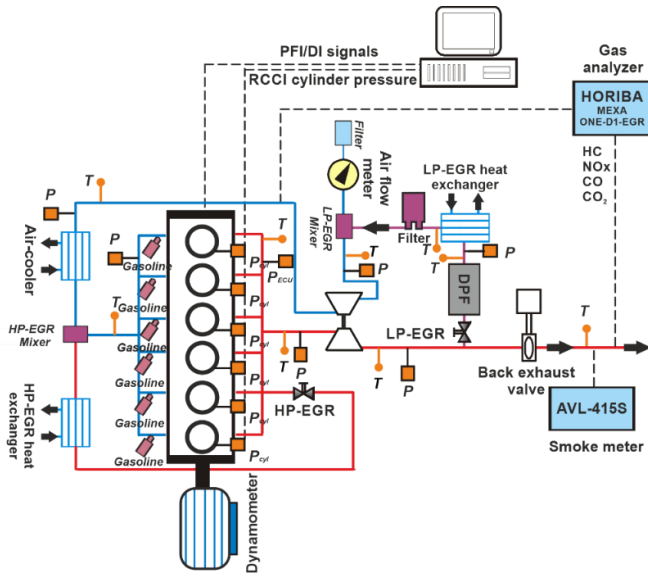 PFI/DI signals
RCCI cylinder pressure
Gas
analyzer
HORIBA
MEXA
ONE-D1-EGR
HC
NOx
CO
CO₂
Filter
Air flow
meter
LP-EGR
Mixer
LP-EGR heat
exchanger
Filter
T
T
P
DPF
LP-EGR
T
P
T
P
Air-cooler
HP-EGR
Mixer
HP-EGR heat
exchanger
P
T
Gasoline
Gasoline
Gasoline
Gasoline
Gasoline
Gasoline
Pcyl
Pcyl
Pcyl
Pcyl
Pcyl
Pcyl
T
PECU
T
P
HP-EGR
T
P
Back exhaust
valve
T
AVL-415S
Smoke meter
Dynamometer